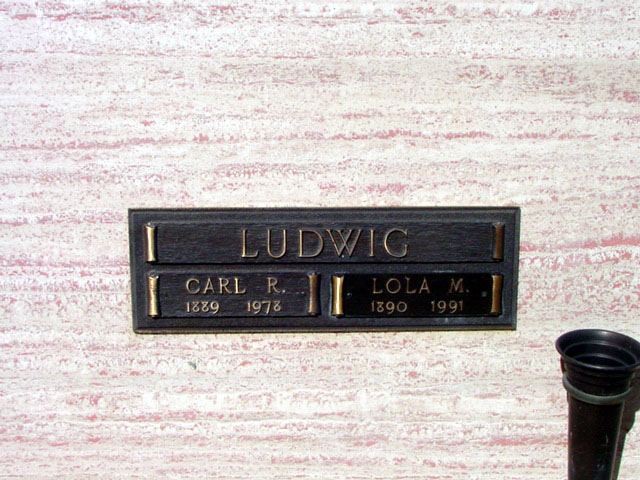 LUDWIG
CARL R.
1889 1978
LOLA M.
1890 1991